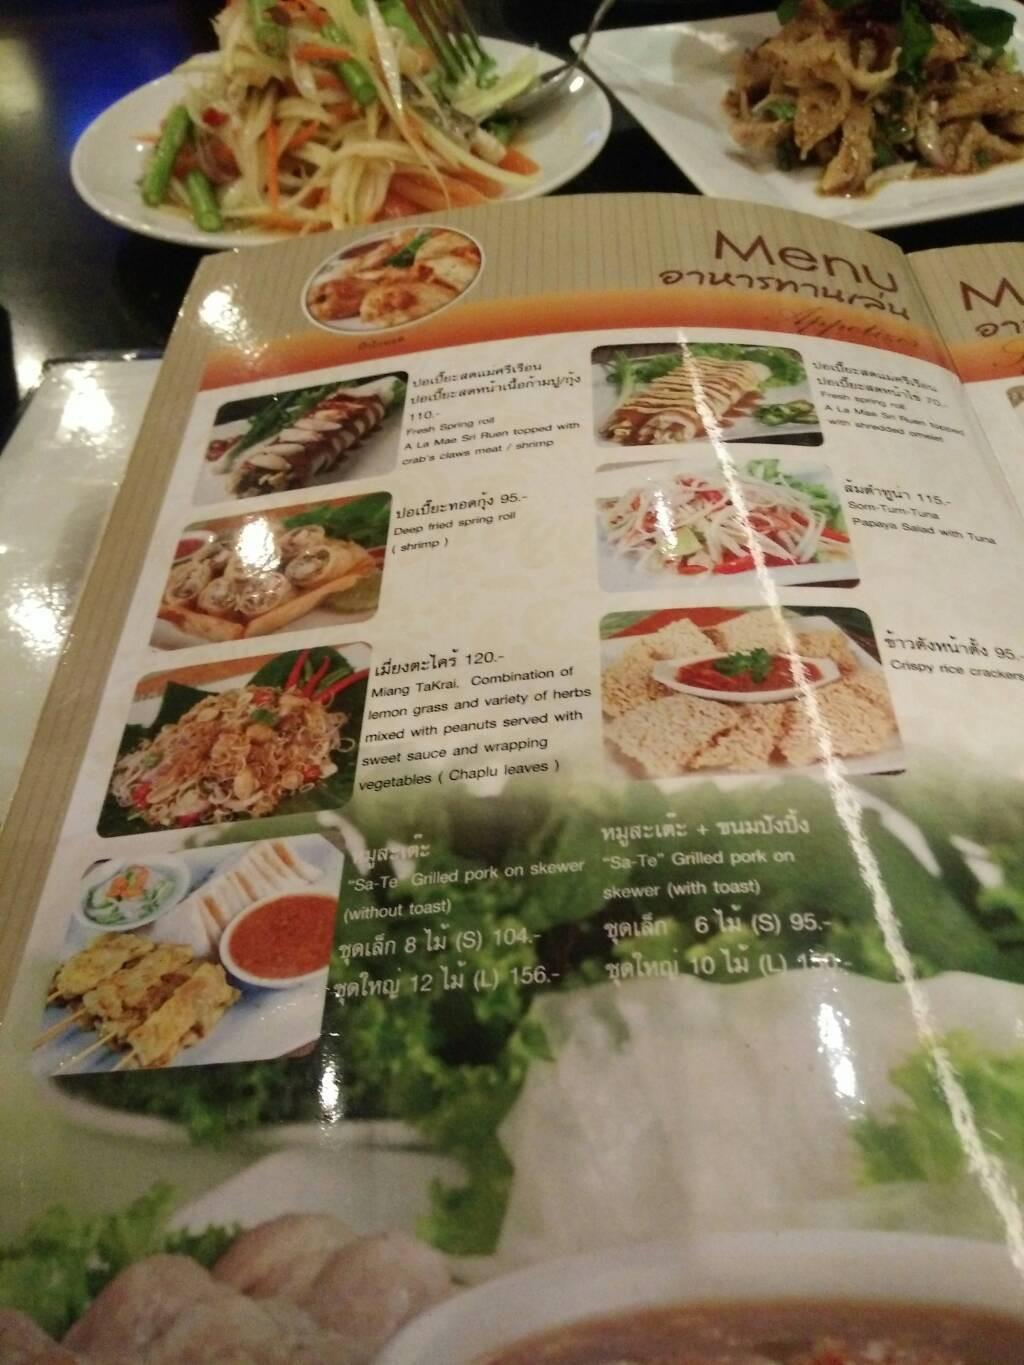 Menu
อาหารทานเล่น
Appetizers
ปอเปี๊ยะสดแม่ศรีเรือน
ปอเปี๊ยะสดหน้าเนื้อก้ามปู/กุ้ง
110.-
Fresh Spring roll
A La Mae Sri Ruen topped with
crab's claws meat / shrimp
ปอเปี๊ยะทอดกุ้ง 95.-
Deep fried spring roll
( shrimp )
เมี่ยงตะไคร้ 120.-
Miang TaKrai. Combination of
lemon grass and variety of herbs
mixed with peanuts served with
sweet sauce and wrapping
vegetables ( Chaplu leaves )
หมูสะเต๊ะ
"Sa-Te" Grilled pork on skewer
(without toast)
ชุดเล็ก 8 ไม้ (S) 104.-
ชุดใหญ่ 12 ไม้ (L) 156.-
ปอเปี๊ยะสดแม่ศรีเรือน
ปอเปี๊ยะสดหน้าไข่ 70.-
Fresh spring roll
A La Mae Sri Ruen topped
with shredded omelet
ส้มตำทูน่า 115.-
Som-Tum-Tuna
Papaya Salad with Tuna
ข้าวตังหน้าตั้ง 95.-
Crispy rice crackers
หมูสะเต๊ะ + ขนมปังปิ้ง
"Sa-Te" Grilled pork on
skewer (with toast)
ชุดเล็ก 6 ไม้ (S) 95.-
ชุดใหญ่ 10 ไม้ (L)